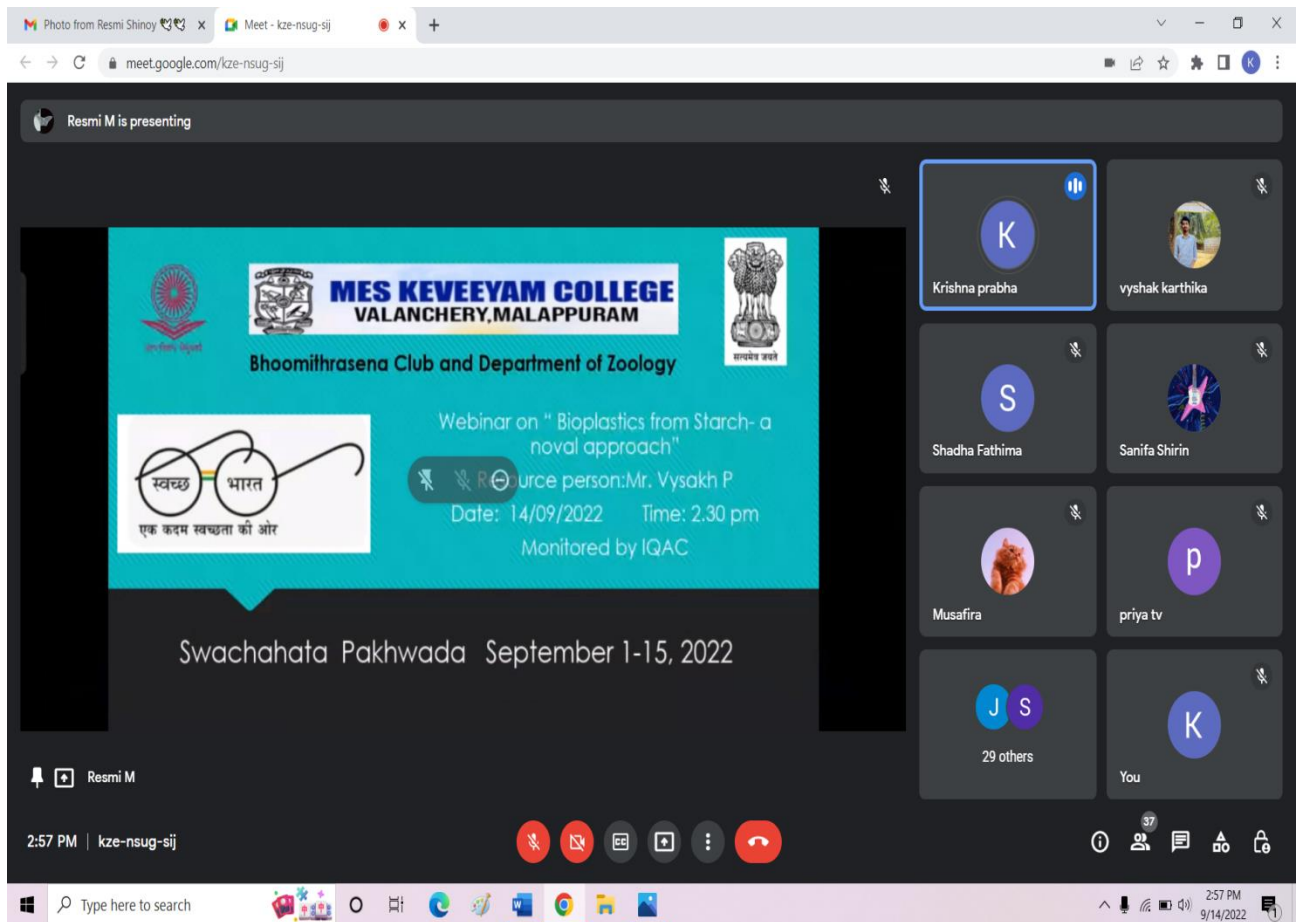 Photo from Resmi Shinoy
Meet - kze-nsug-sij
meet.google.com/kze-nsug-sij
K
Resmi M is presenting
MES KEVEEYAM COLLEGE
VALANCHERY,MALAPPURAM
Bhoomithrasena Club and Department of Zoology
सत्यमेव जयते
Webinar on “ Bioplastics from Starch- a
noval approach”
Resource person:Mr. Vysakh P
Date: 14/09/2022 Time: 2.30 pm
Monitored by IQAC
स्वच्छ भारत
एक कदम स्वच्छता की ओर
Swachahata Pakhwada September 1-15, 2022
Resmi M
K
Krishna prabha
vyshak karthika
S
Shadha Fathima
Sanifa Shirin
Musafira
p
priya tv
J S
29 others
K
You
2:57 PM | kze-nsug-sij
CC
37
Type here to search
2:57 PM
9/14/2022
1